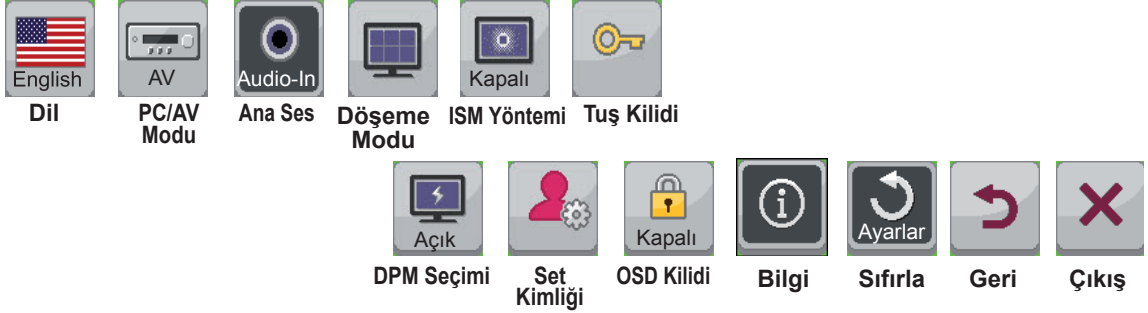 English AV Audio-In Kapalı
Dil PC/AV Modu Ana Ses Döşeme Modu ISM Yöntemi Tuş Kilidi
Açık Kapalı Ayarlar
DPM Seçimi Set Kimliği OSD Kilidi Bilgi Sıfırla Geri Çıkış